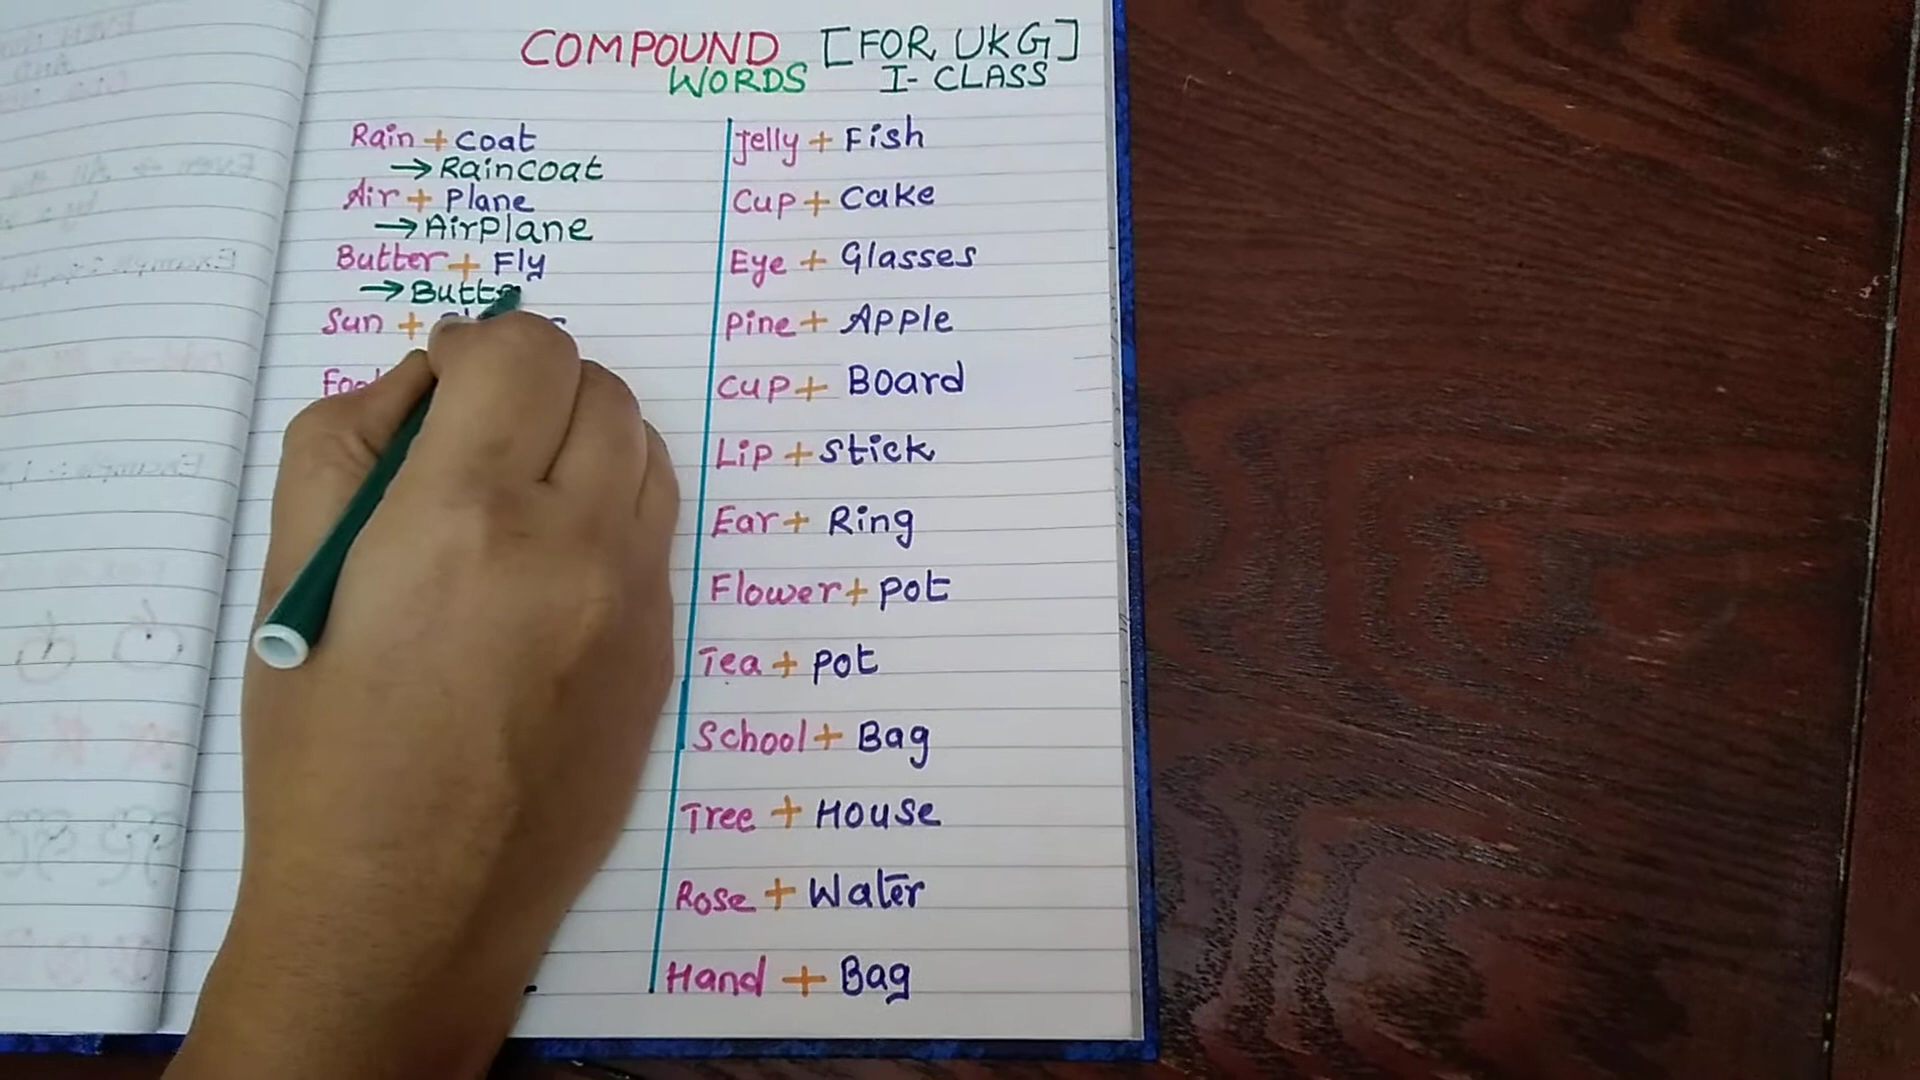 COMPOUND [FOR UKG]
WORDS I- CLASS
Rain + coat
→ Raincoat
Air + Plane
→ AirPlane
Butter + Fly
→ Butte
Sun +
Jelly + Fish
Cup + Cake
Eye + Glasses
Pine + Apple
Cup + Board
Lip + Stick
Ear + Ring
Flower + Pot
Tea + Pot
School + Bag
Tree + House
Rose + Water
Hand + Bag